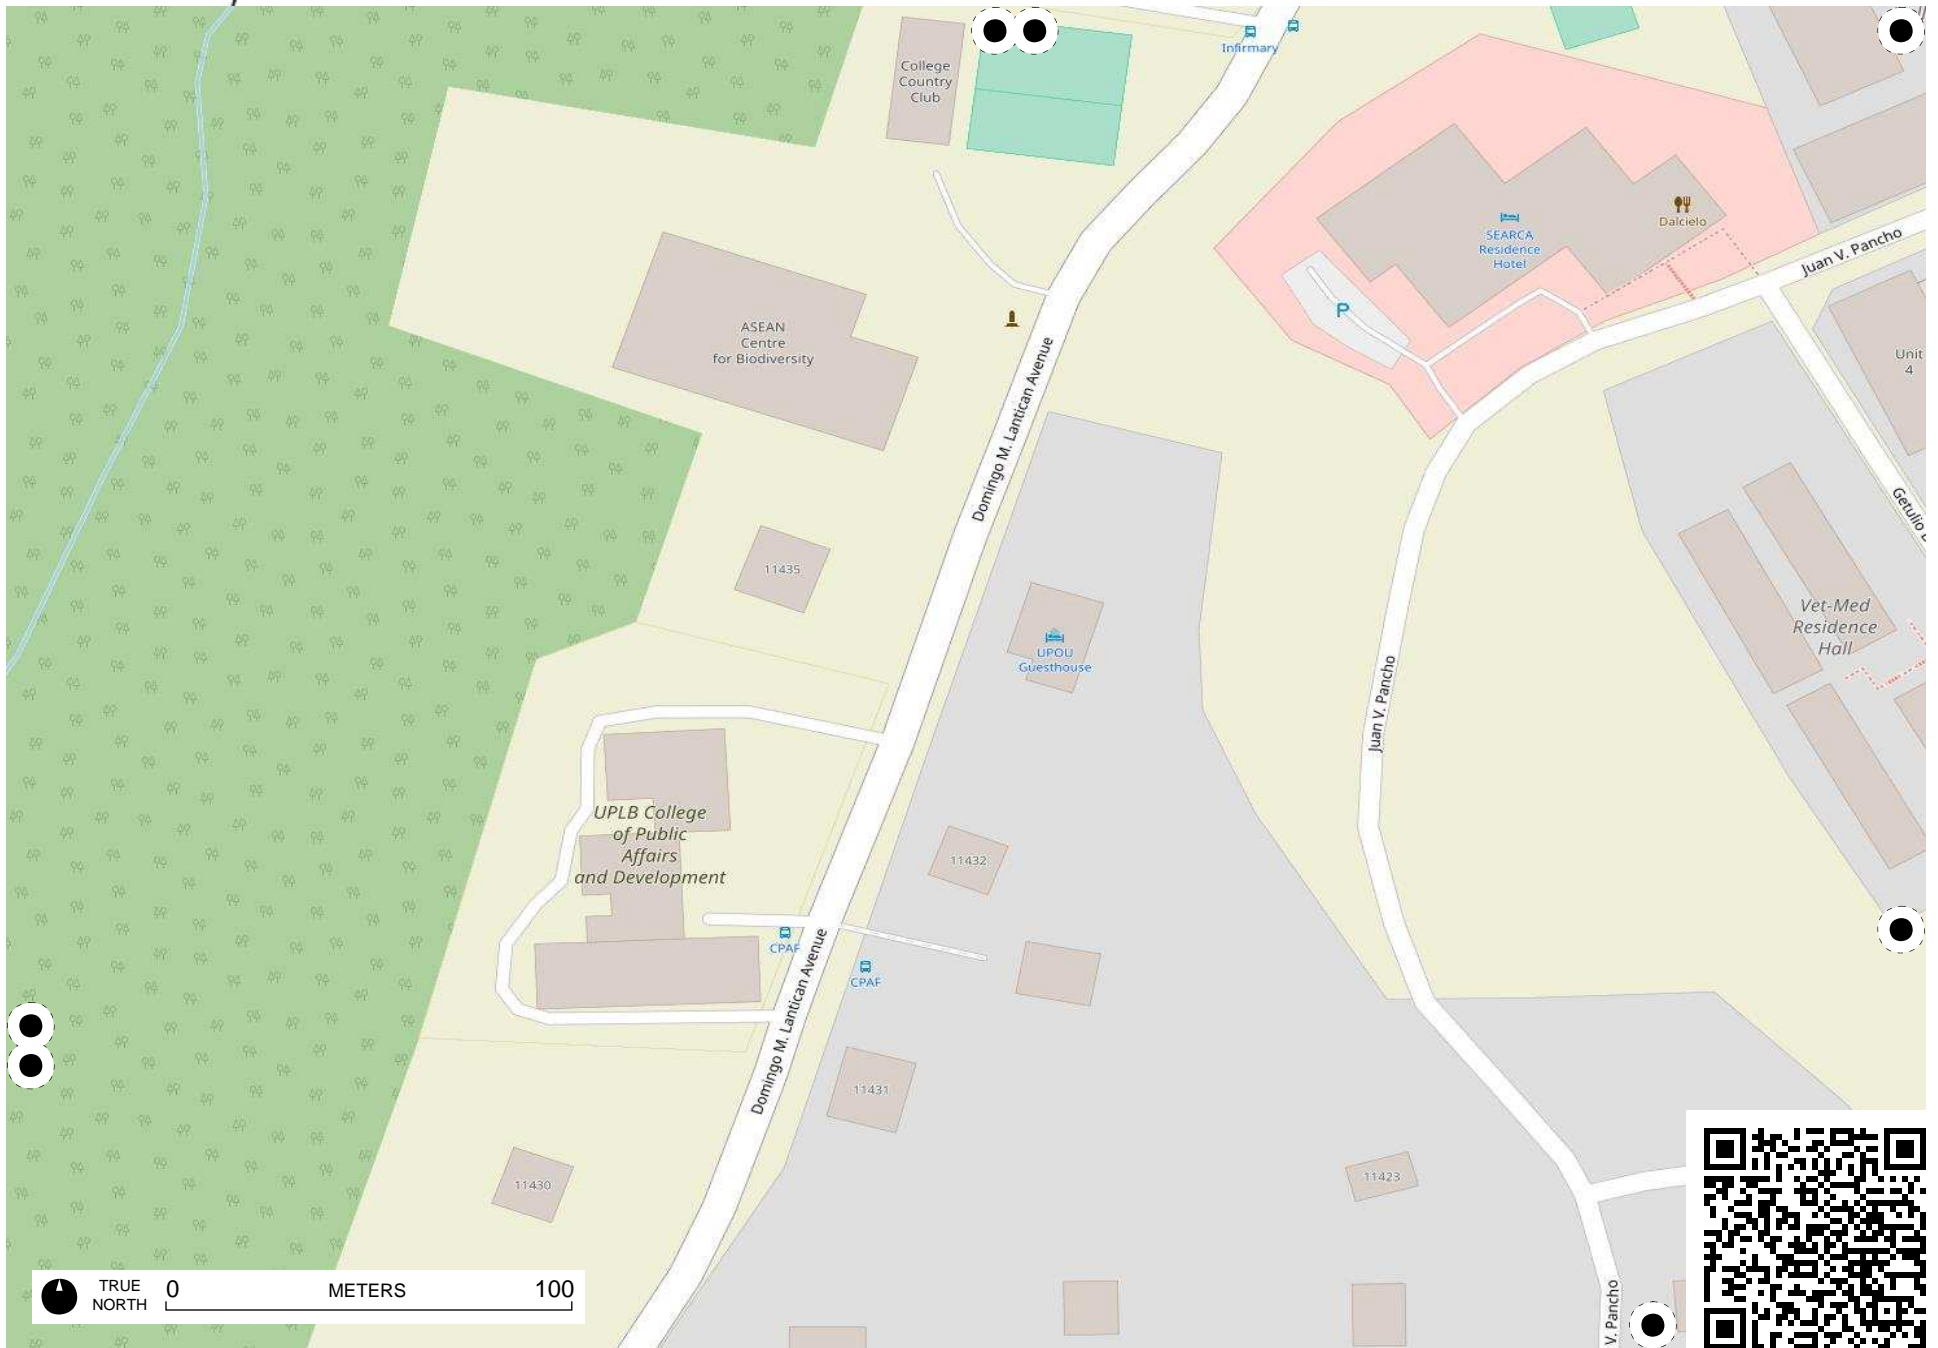 Infirmary
College
Country
Club
Dalcielo
SEARCA
Residence
Hotel
Juan V. Pancho
P
ASEAN
Centre
for Biodiversity
Unit
4
Domingo M. Lantican Avenue
Getulio
11435
UPOU
Guesthouse
Vet-Med
Residence
Hall
Juan V. Pancho
UPLB College
of Public
Affairs
and Development
11432
CPAF
CPAF
Domingo M. Lantican Avenue
11431
11430
11423
TRUE
NORTH
0 METERS 100
V. Pancho